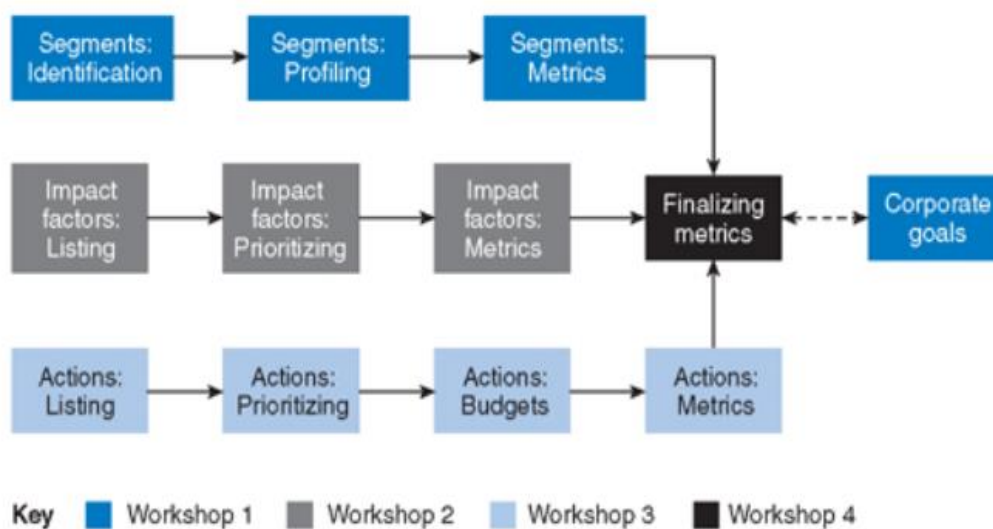 Segments:
Identification
Segments:
Profiling
Segments:
Metrics
Impact
factors:
Listing
Impact
factors:
Prioritizing
Impact
factors:
Metrics
Finalizing
metrics
Corporate
goals
Actions:
Listing
Actions:
Prioritizing
Actions:
Budgets
Actions:
Metrics
Key Workshop 1 Workshop 2 Workshop 3 Workshop 4